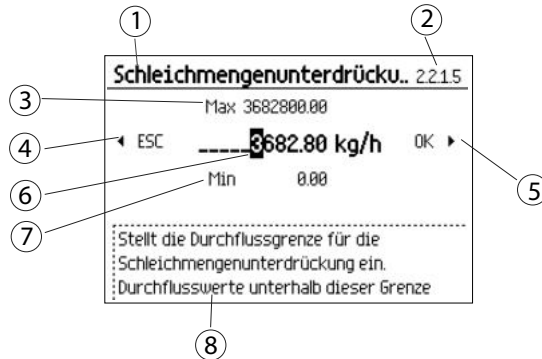 1
2
Schleichmengenunterdrücku.. 2.2.1.5
3
Max 3682800.00
4
ESC
_____3682.80 kg/h
OK
5
6
7
Min 0.00
Stellt die Durchflussgrenze für die
Schleichmengenunterdrückung ein.
Durchflusswerte unterhalb dieser Grenze
8